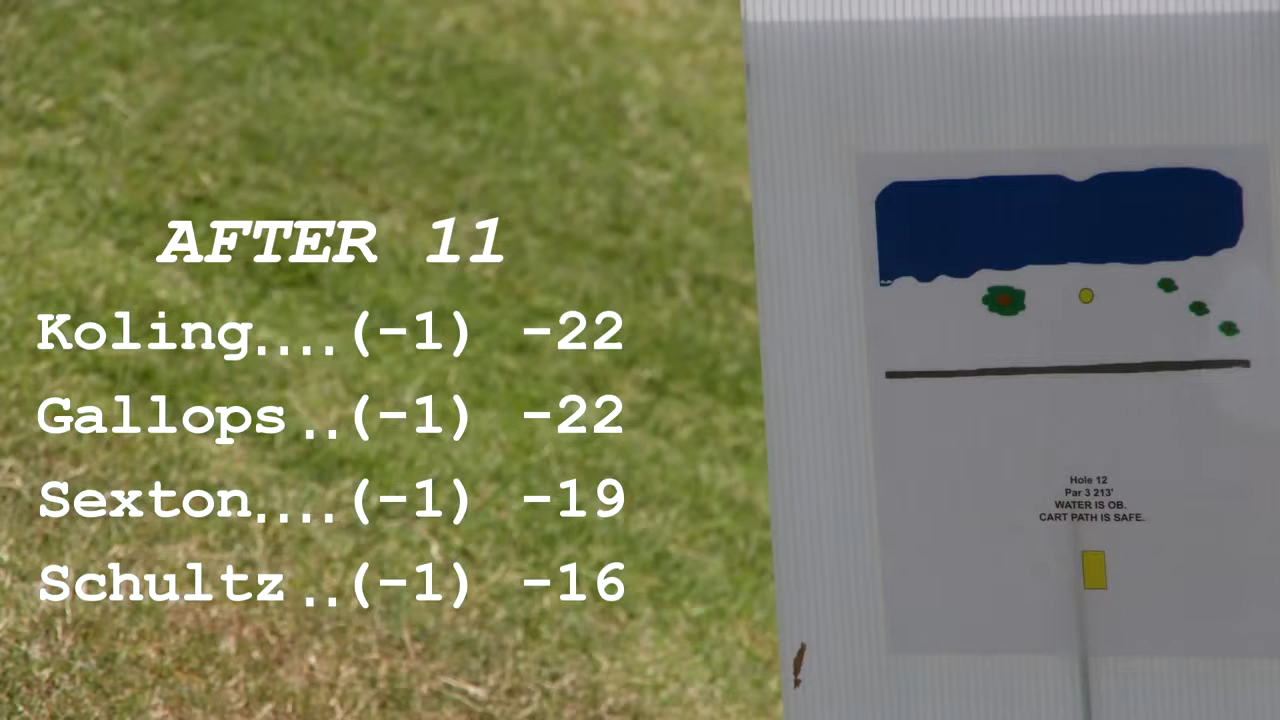 AFTER 11
Koling....(-1) -22
Gallops ..(-1) -22
Sexton....(-1) -19
Schultz ..(-1) -16
Hole 12
Par 3 213'
WATER IS OB.
CART PATH IS SAFE.